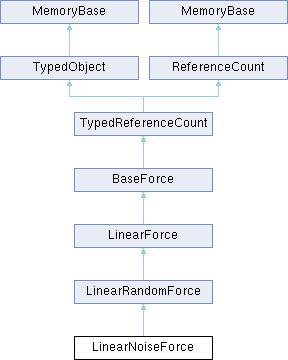 MemoryBase MemoryBase
TypedObject ReferenceCount
TypedReferenceCount
BaseForce
LinearForce
LinearRandomForce
LinearNoiseForce